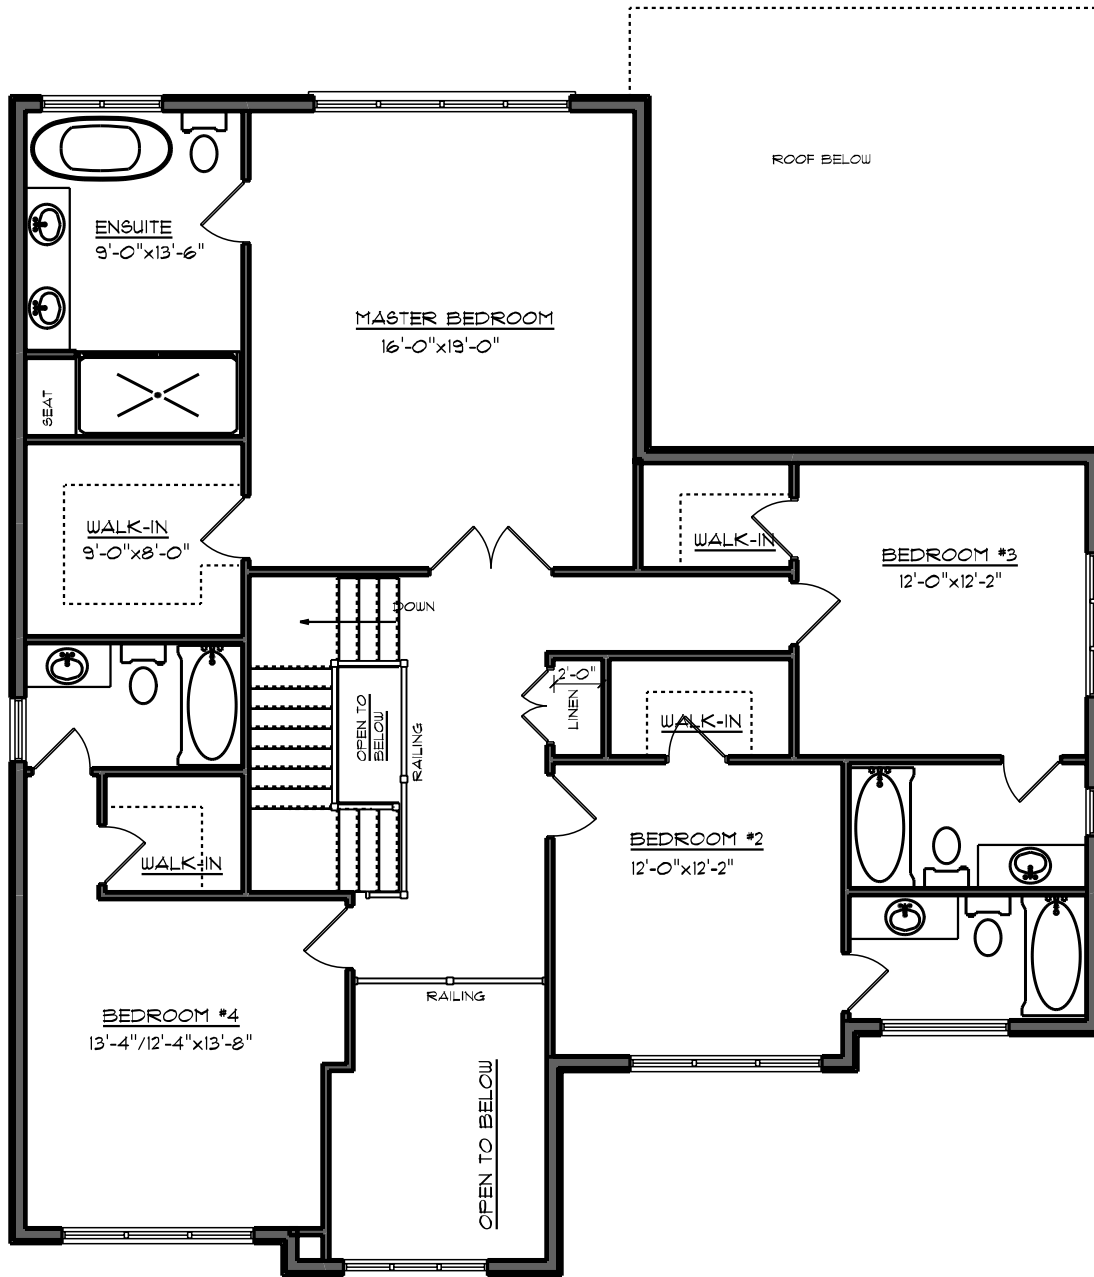 ROOF BELOW
ENSUITE
9'-0"x13'-6"
MASTER BEDROOM
16'-0"x19'-0"
SEAT
WALK-IN
9'-0"x8'-0"
WALK-IN
BEDROOM #3
12'-0"x12'-2"
DOWN
2'-0"
LINEN
WALK-IN
OPEN TO
BELOW
RAILING
BEDROOM #2
12'-0"x12'-2"
WALK-IN
RAILING
BEDROOM #4
13'-4"/12'-4"x13'-8"
OPEN TO BELOW